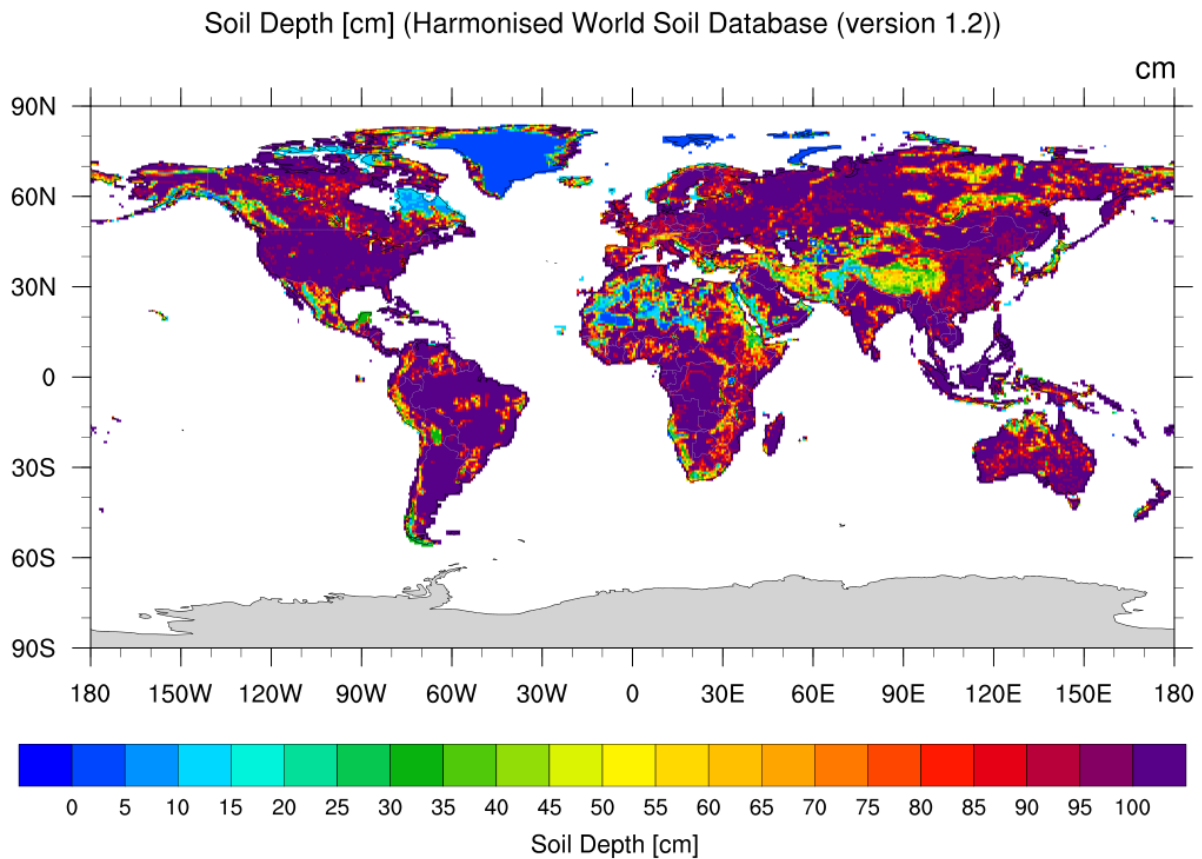 Soil Depth [cm] (Harmonised World Soil Database (version 1.2))
cm
90N
60N
30N
0
30S
60S
90S
180 150W 120W 90W 60W 30W 0 30E 60E 90E 120E 150E 180
0 5 10 15 20 25 30 35 40 45 50 55 60 65 70 75 80 85 90 95 100
Soil Depth [cm]